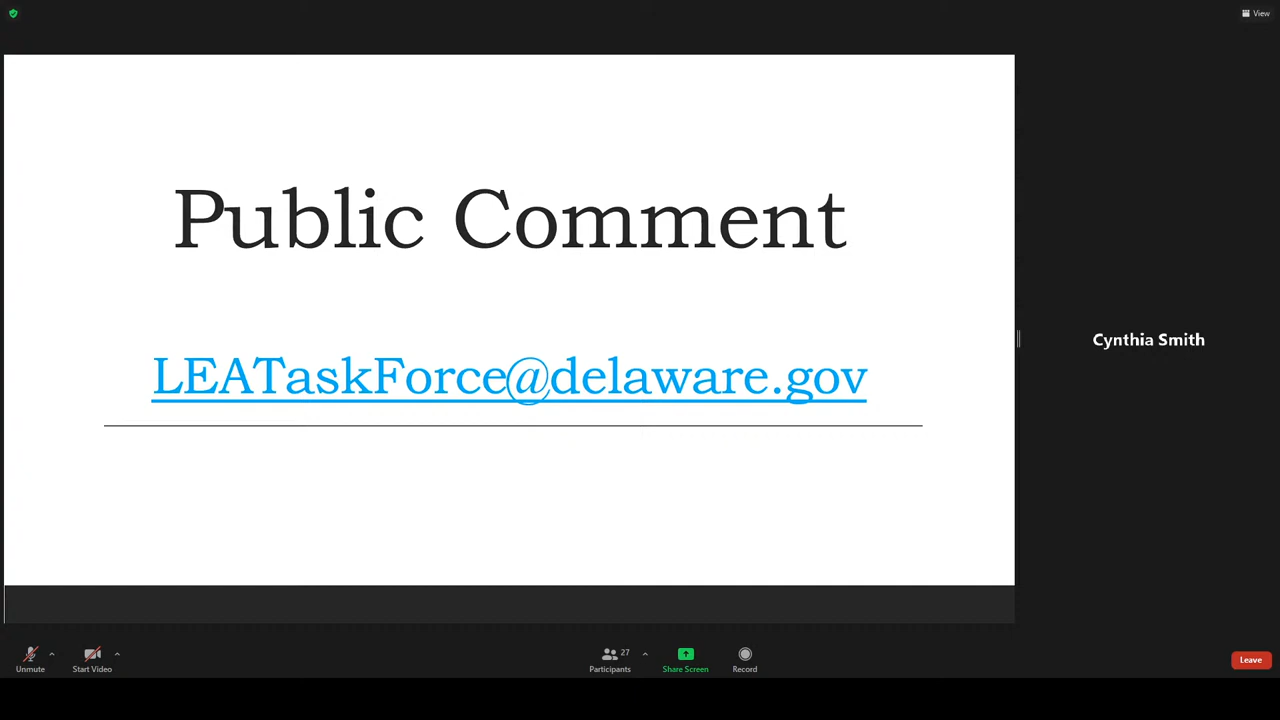 View
Public Comment
LEATaskForce@delaware.gov
Cynthia Smith
Unmute
Start Video
27
Participants
Share Screen
Record
Leave